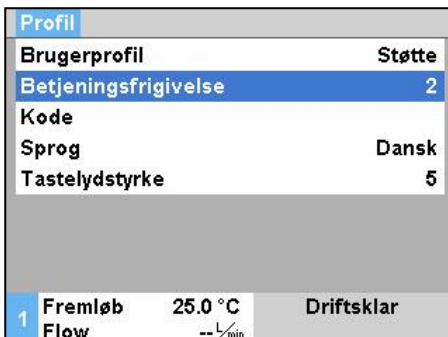 Profil
Brugerprofil Støtte
Betjeningsfrigivelse 2
Kode
Sprog Dansk
Tastelydstyrke 5
1 Fremløb 25.0 °C Driftsklar
Flow -- L/min